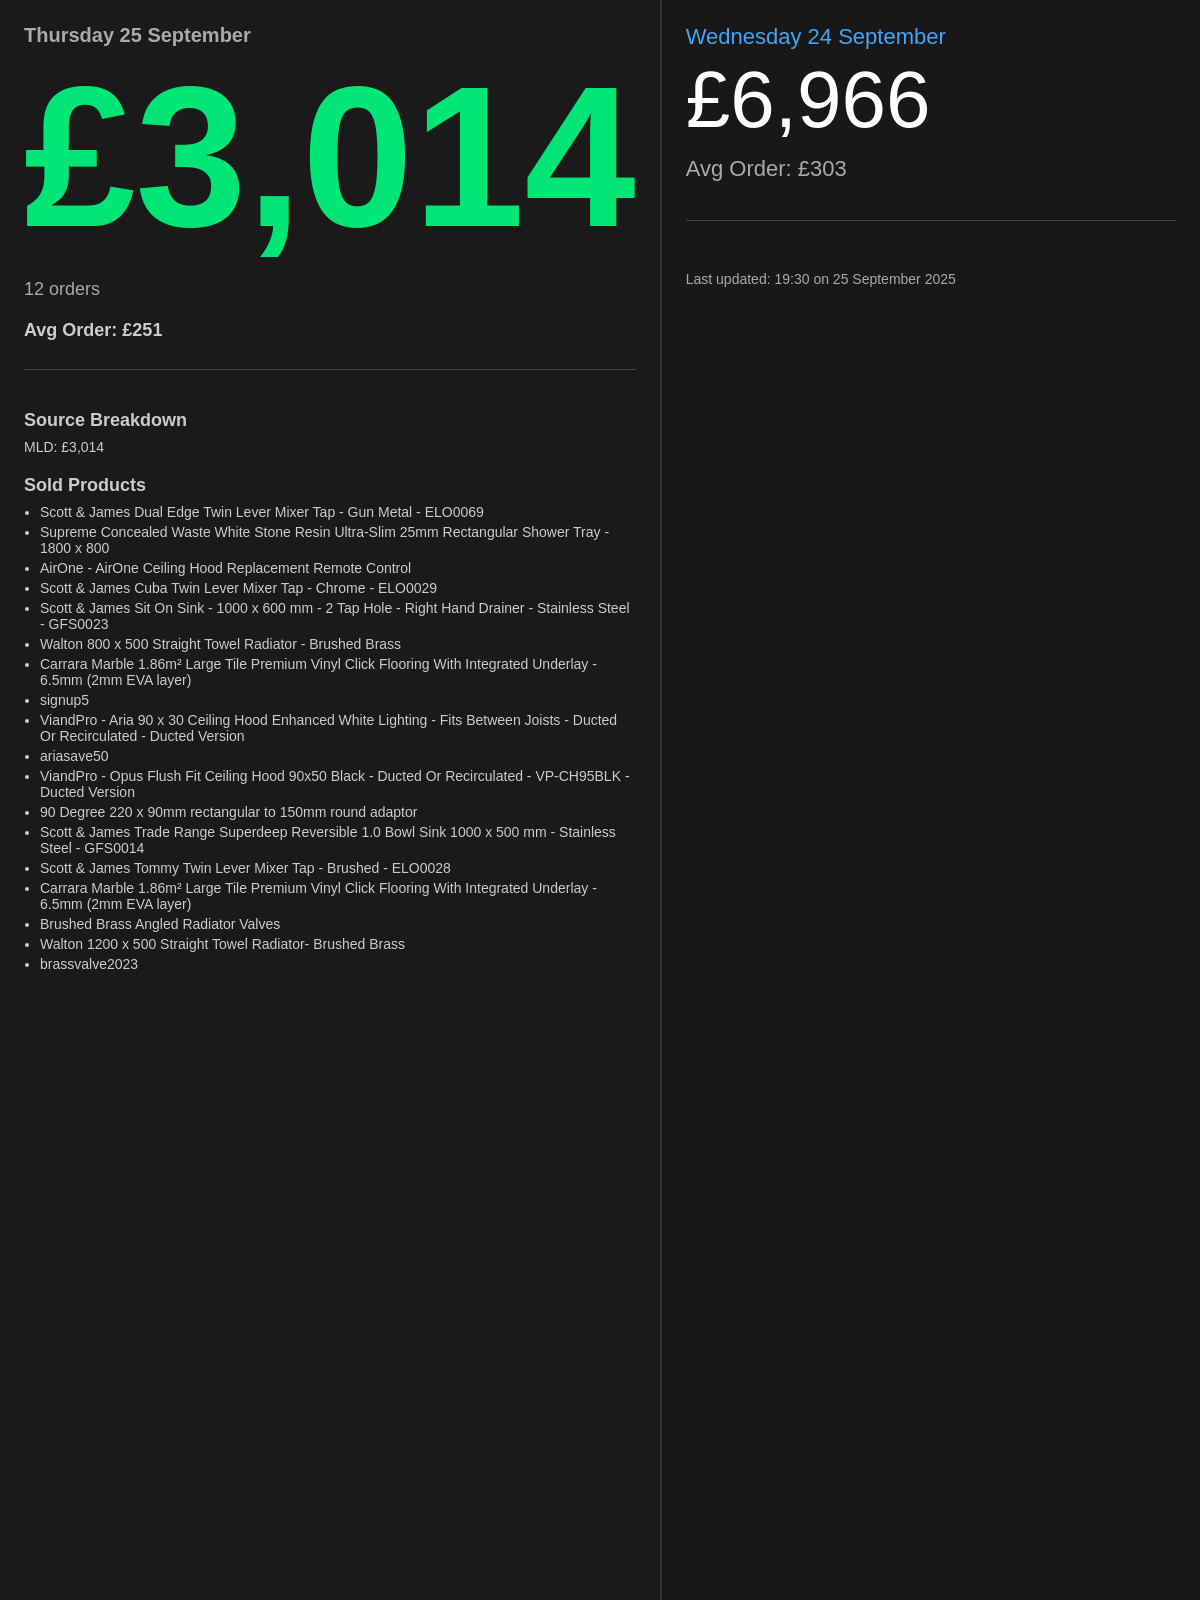 Thursday 25 September
£3,014
12 orders
Avg Order: £251
Source Breakdown
MLD: £3,014
Sold Products
• Scott & James Dual Edge Twin Lever Mixer Tap - Gun Metal - ELO0069
• Supreme Concealed Waste White Stone Resin Ultra-Slim 25mm Rectangular Shower Tray -
1800 x 800
• AirOne - AirOne Ceiling Hood Replacement Remote Control
• Scott & James Cuba Twin Lever Mixer Tap - Chrome - ELO0029
• Scott & James Sit On Sink - 1000 x 600 mm - 2 Tap Hole - Right Hand Drainer - Stainless Steel
- GFS0023
• Walton 800 x 500 Straight Towel Radiator - Brushed Brass
• Carrara Marble 1.86m² Large Tile Premium Vinyl Click Flooring With Integrated Underlay -
6.5mm (2mm EVA layer)
• signup5
• ViandPro - Aria 90 x 30 Ceiling Hood Enhanced White Lighting - Fits Between Joists - Ducted
Or Recirculated - Ducted Version
• ariasave50
• ViandPro - Opus Flush Fit Ceiling Hood 90x50 Black - Ducted Or Recirculated - VP-CH95BLK -
Ducted Version
• 90 Degree 220 x 90mm rectangular to 150mm round adaptor
• Scott & James Trade Range Superdeep Reversible 1.0 Bowl Sink 1000 x 500 mm - Stainless
Steel - GFS0014
• Scott & James Tommy Twin Lever Mixer Tap - Brushed - ELO0028
• Carrara Marble 1.86m² Large Tile Premium Vinyl Click Flooring With Integrated Underlay -
6.5mm (2mm EVA layer)
• Brushed Brass Angled Radiator Valves
• Walton 1200 x 500 Straight Towel Radiator- Brushed Brass
• brassvalve2023
Wednesday 24 September
£6,966
Avg Order: £303
Last updated: 19:30 on 25 September 2025